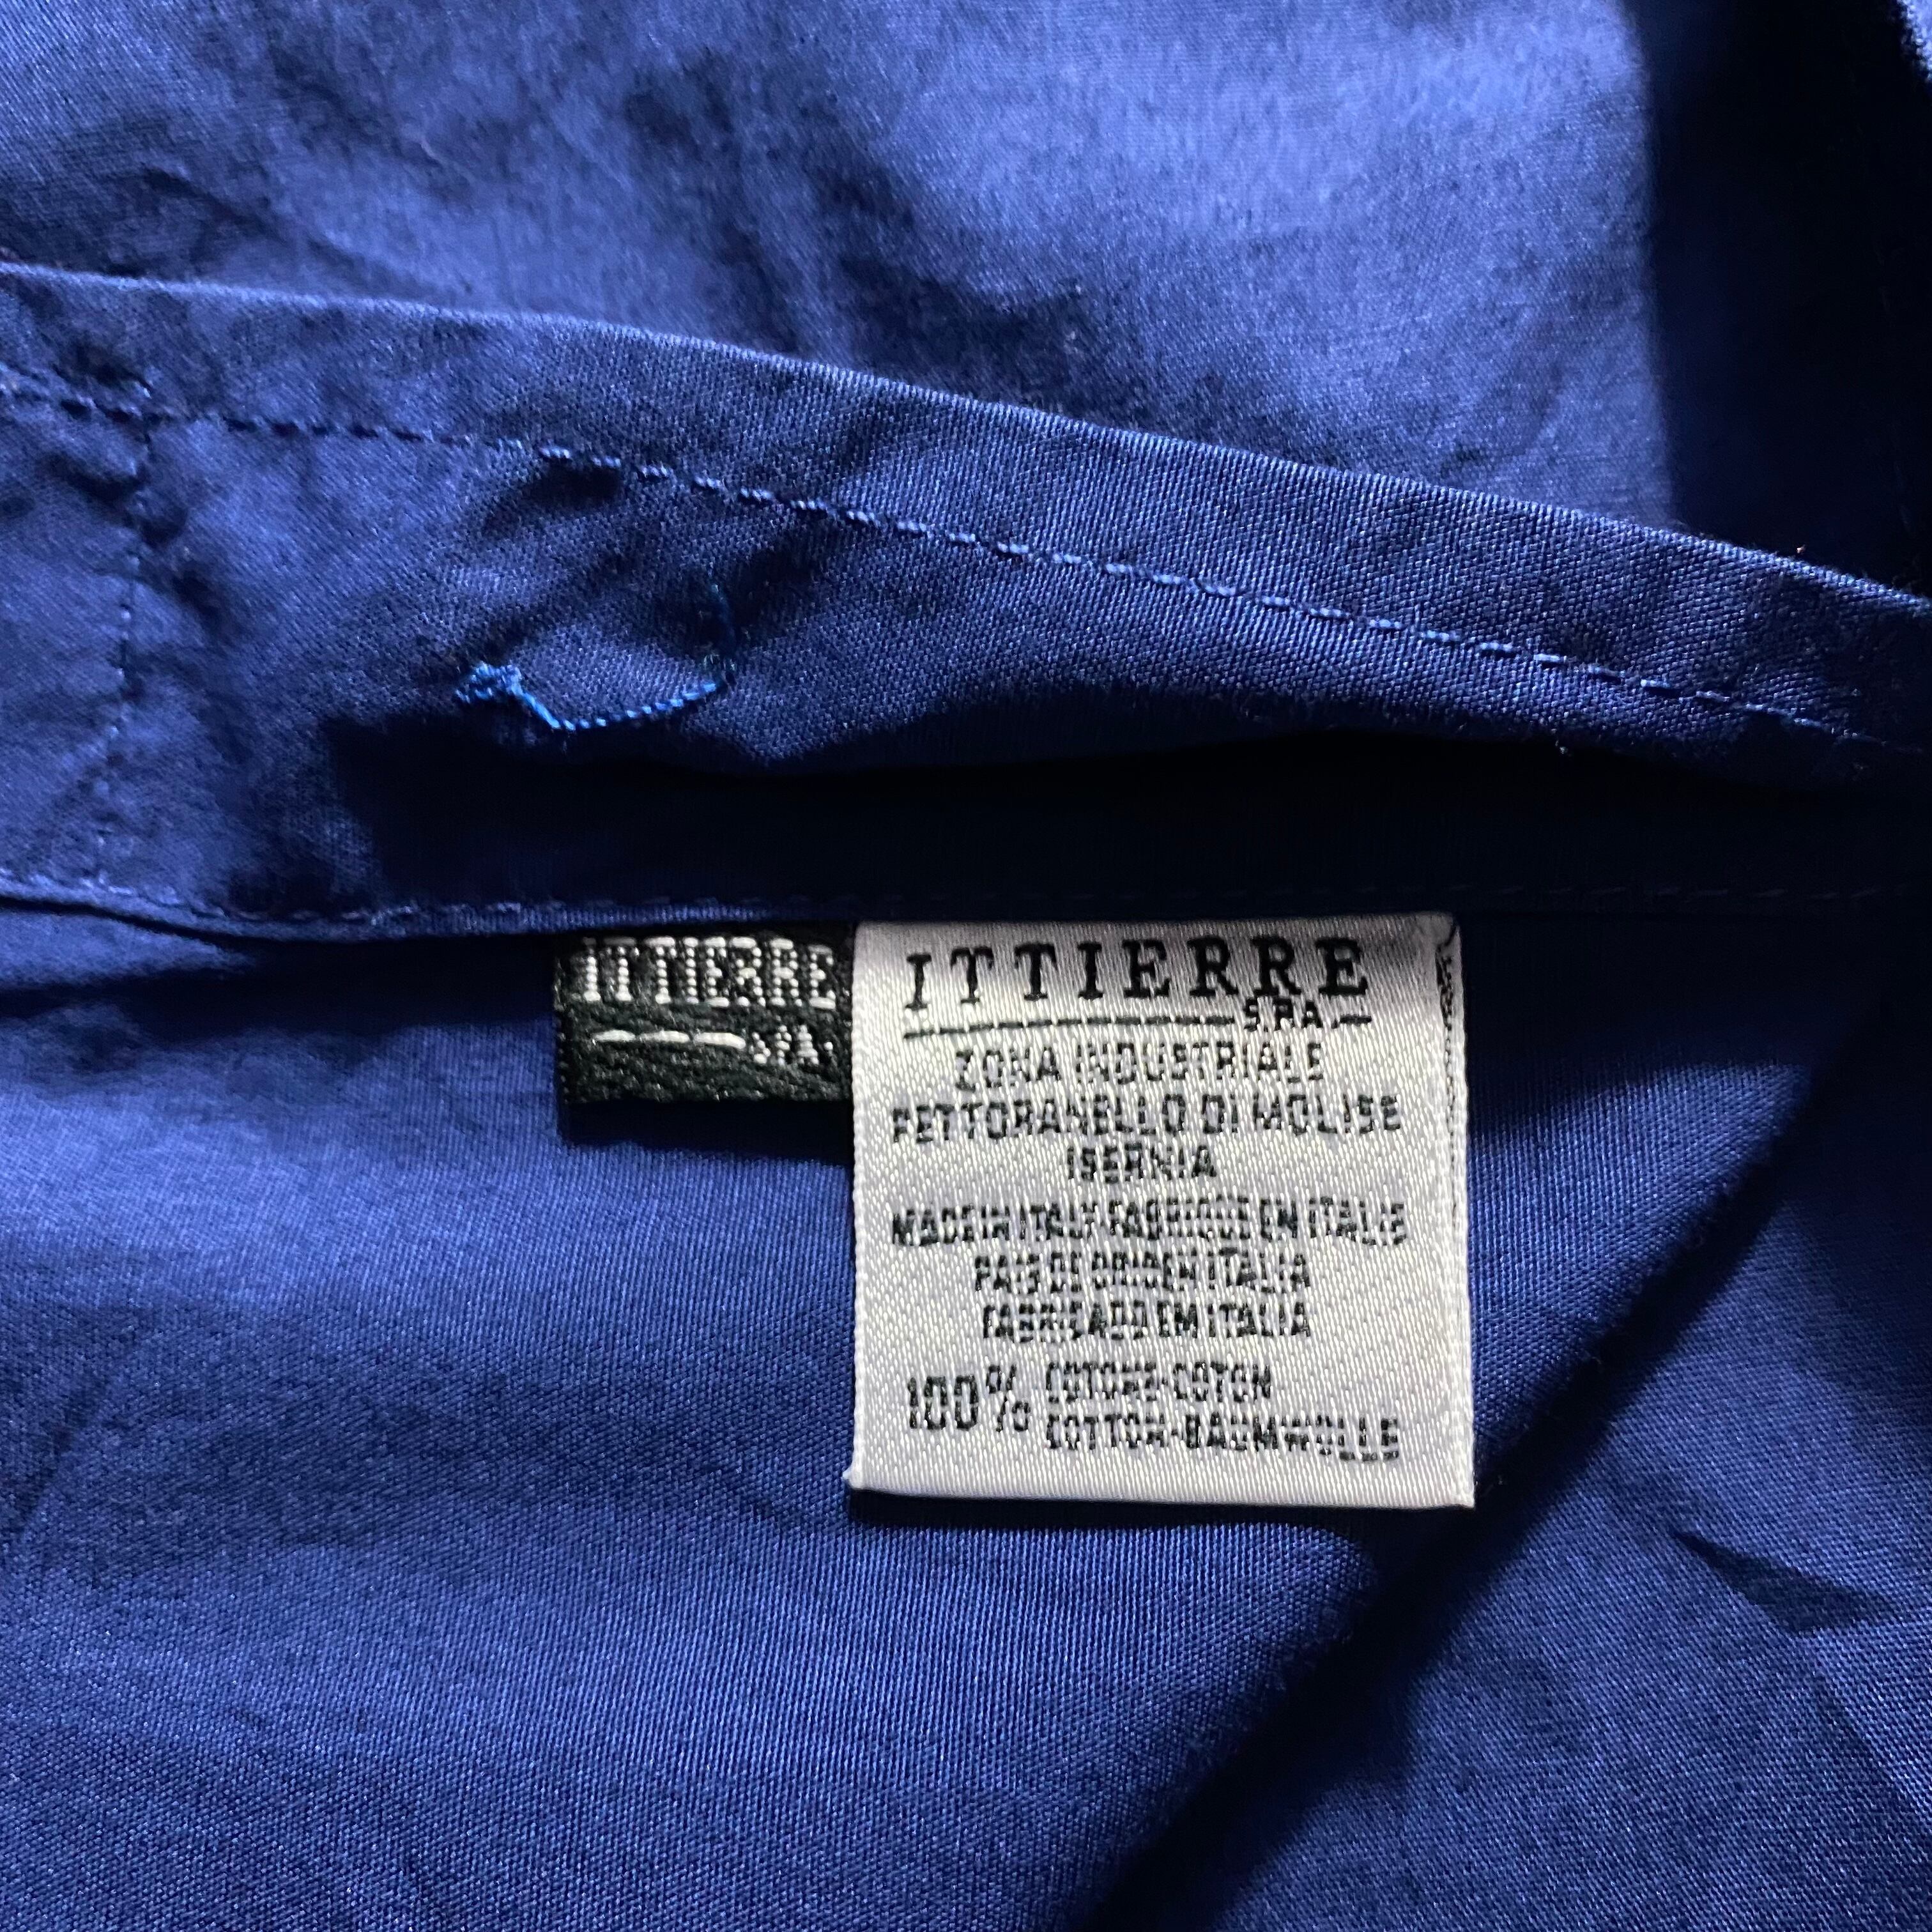 ITTIERRE
S.P.A.
ITTIERRE
S.P.A.
ZONA INDUSTRIALE
PETTORANELLO DI MOLISE
ISERNIA
MADE IN ITALY-FABRIQUE EN ITALIE
PAIS DE ORIGEN ITALIA
FABRICADO EM ITALIA
100% COTONE-COTON
COTTON-BAUMWOLLE